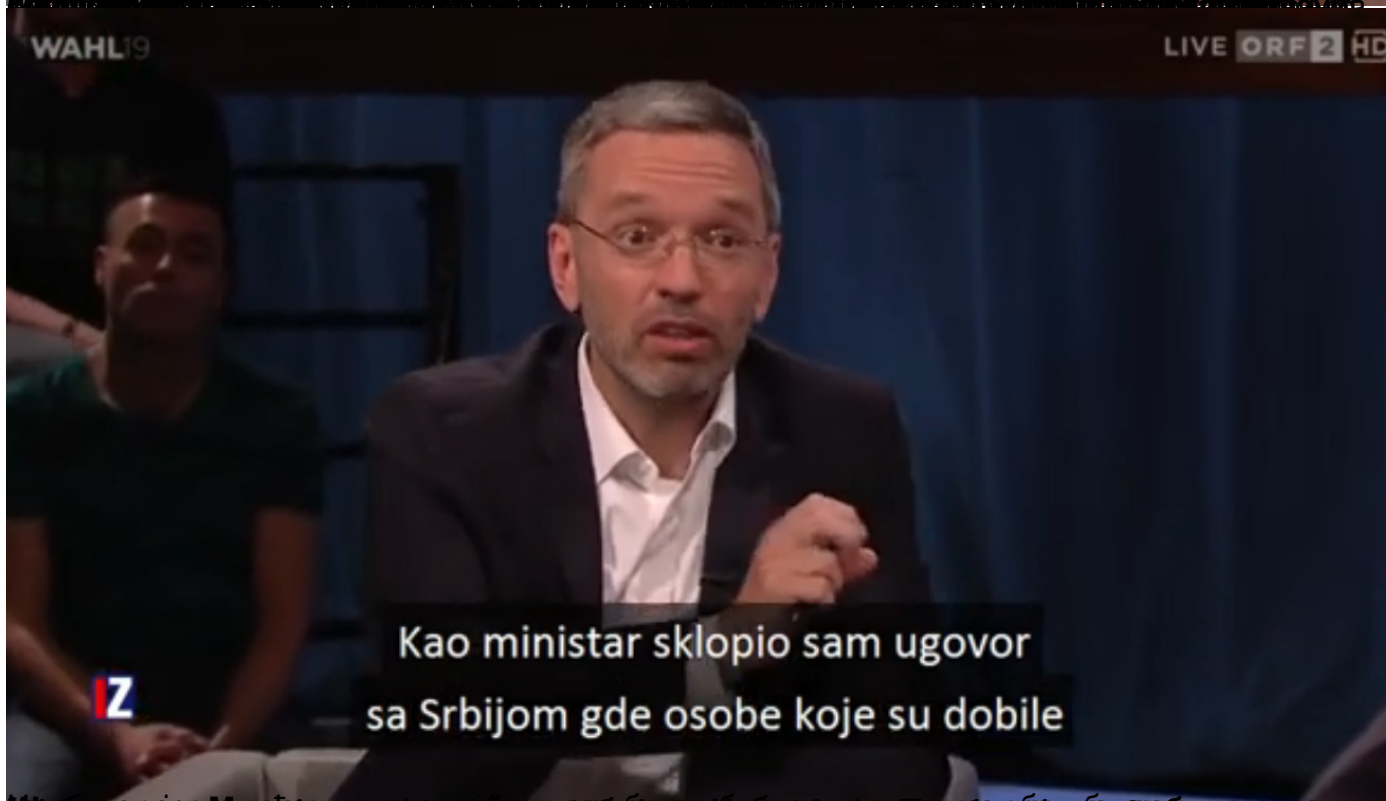 WAHL19
LIVE ORF 2 HD
Kao ministar sklopio sam ugovor
IZ
sa Srbijom gde osobe koje su dobile